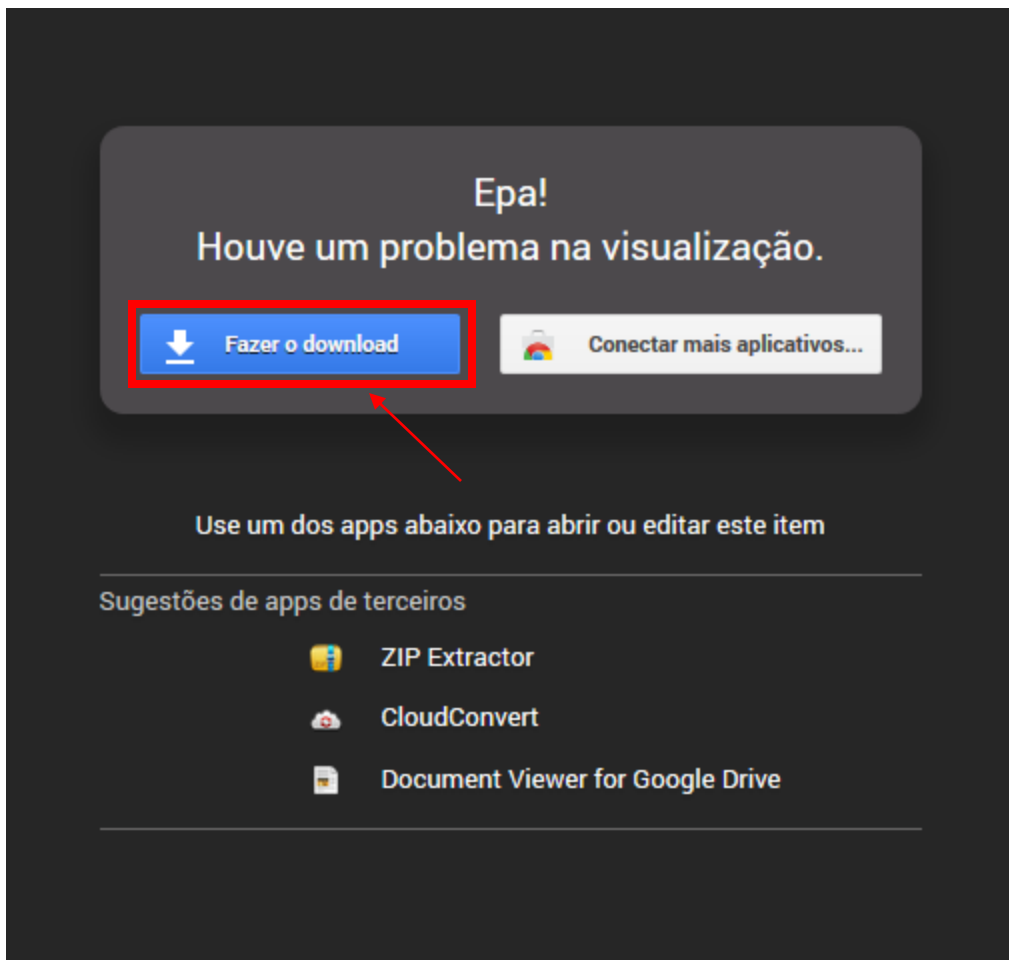 Epa!
Houve um problema na visualização.
Fazer o download
Conectar mais aplicativos...
Use um dos apps abaixo para abrir ou editar este item
Sugestões de apps de terceiros
ZIP Extractor
CloudConvert
Document Viewer for Google Drive